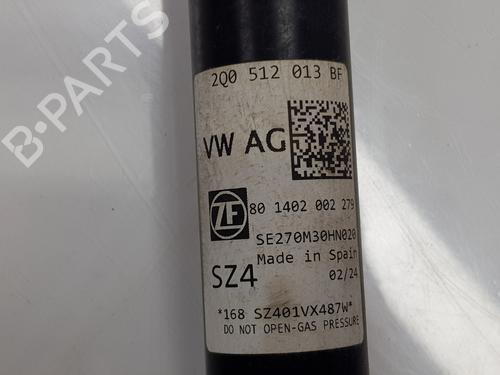 2Q0 512 013 BF
VW AG
ZF
80 1402 002 279
SE270M30HN020
Made in Spain
SZ4
02/24
*168 SZ401VX487W*
DO NOT OPEN-GAS PRESSURE